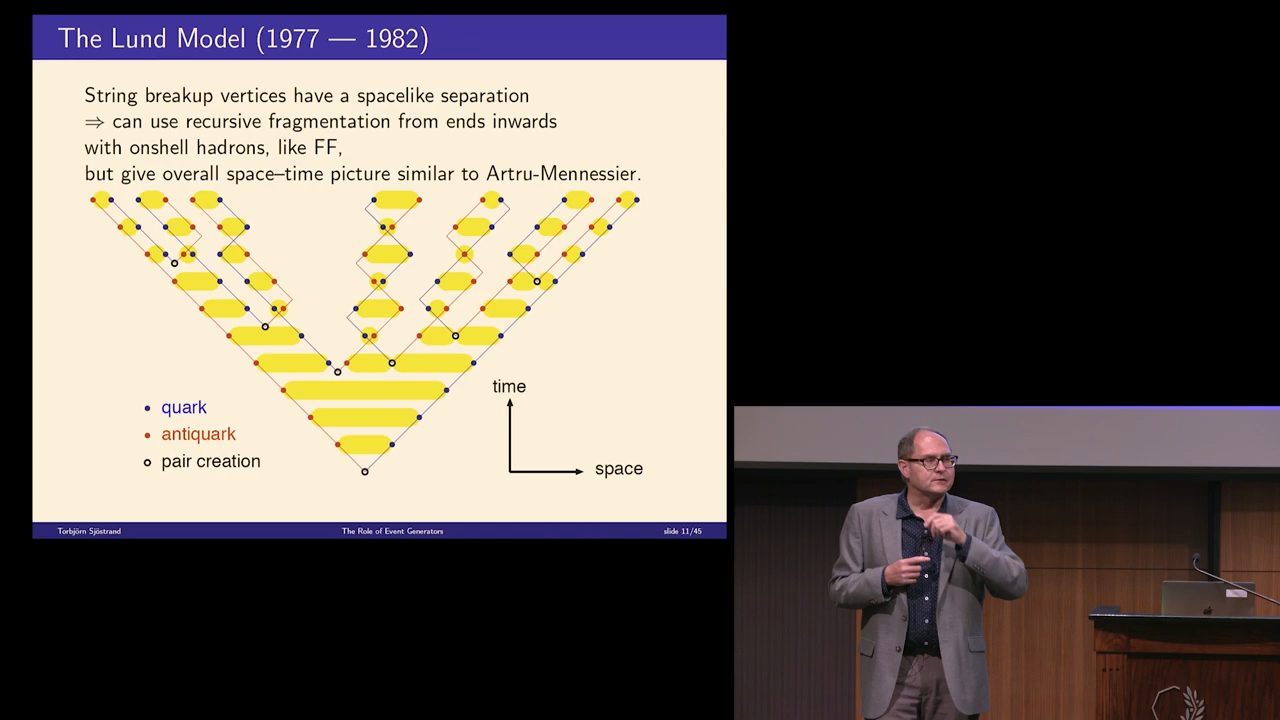 The Lund Model (1977 — 1982)
String breakup vertices have a spacelike separation
⇒ can use recursive fragmentation from ends inwards
with onshell hadrons, like FF,
but give overall space–time picture similar to Artru-Mennessier.
time
quark
antiquark
pair creation
space
Torbjörn Sjöstrand
The Role of Event Generators
slide 11/45